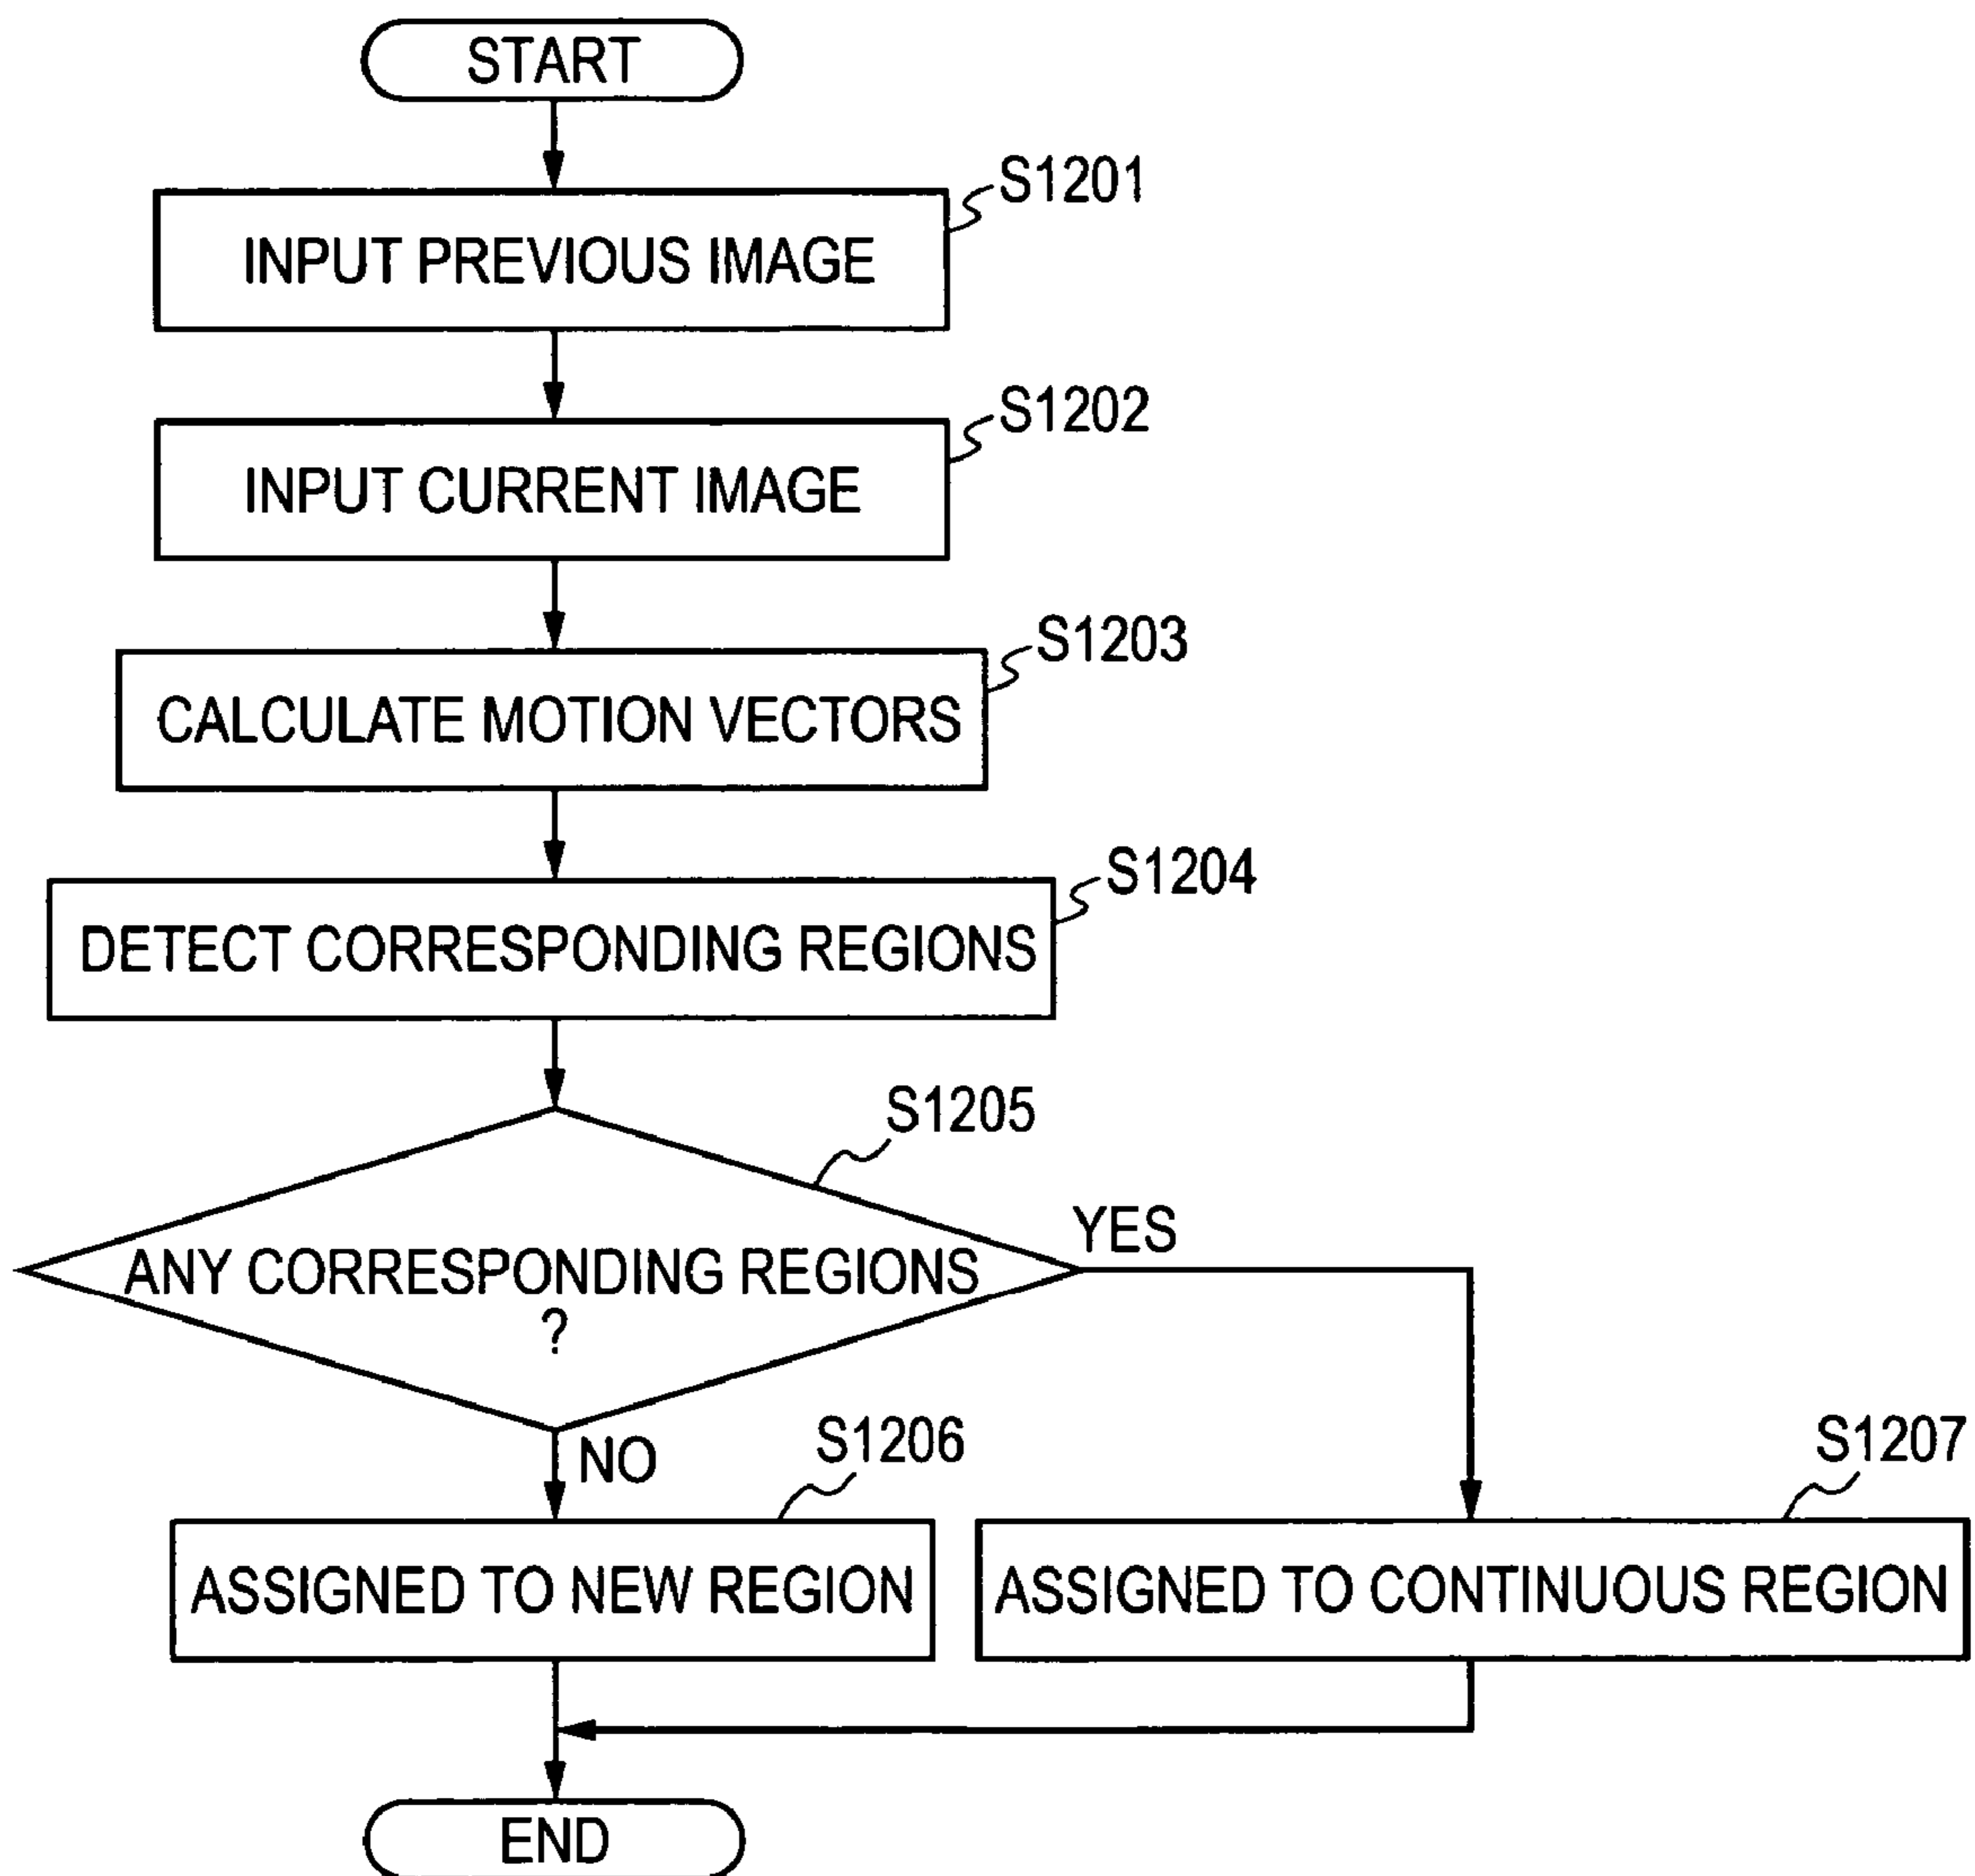 START
S1201
INPUT PREVIOUS IMAGE
S1202
INPUT CURRENT IMAGE
S1203
CALCULATE MOTION VECTORS
S1204
DETECT CORRESPONDING REGIONS
S1205
YES
ANY CORRESPONDING REGIONS
?
NO
S1206
S1207
ASSIGNED TO NEW REGION
ASSIGNED TO CONTINUOUS REGION
END